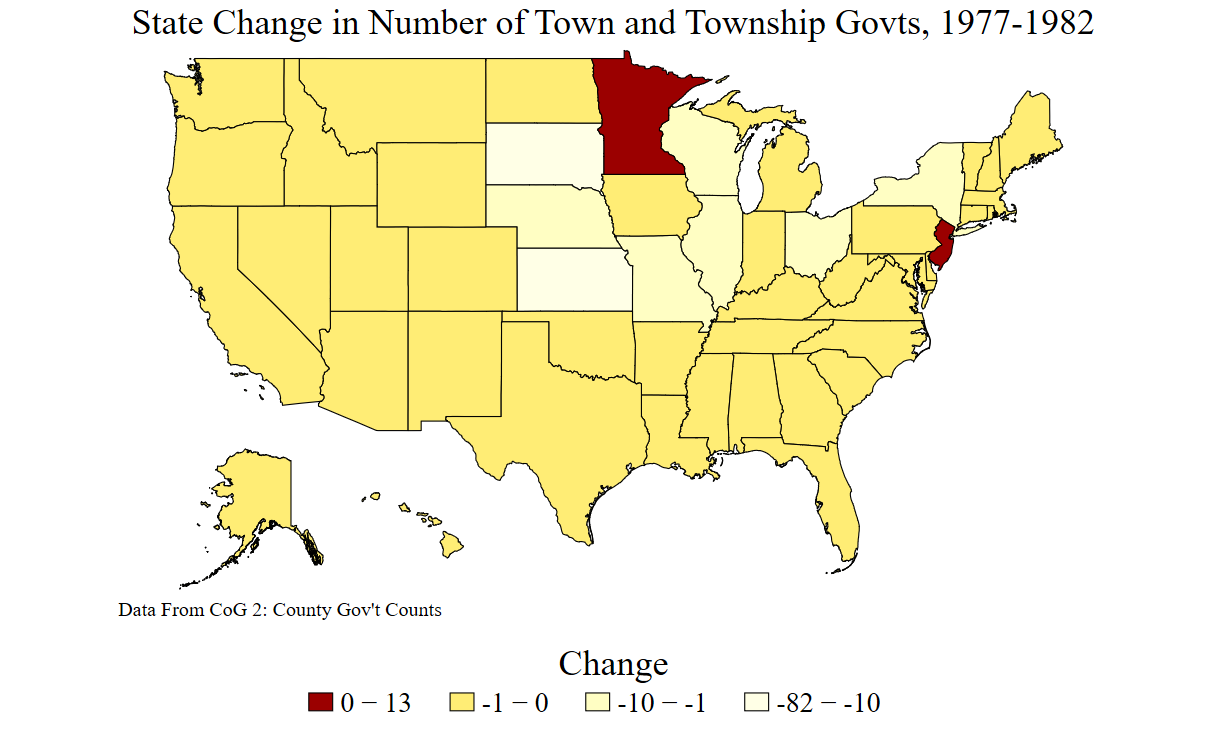 State Change in Number of Town and Township Govts, 1977-1982
Data From CoG 2: County Gov't Counts
Change
0 − 13 -1 − 0 -10 − -1 -82 − -10